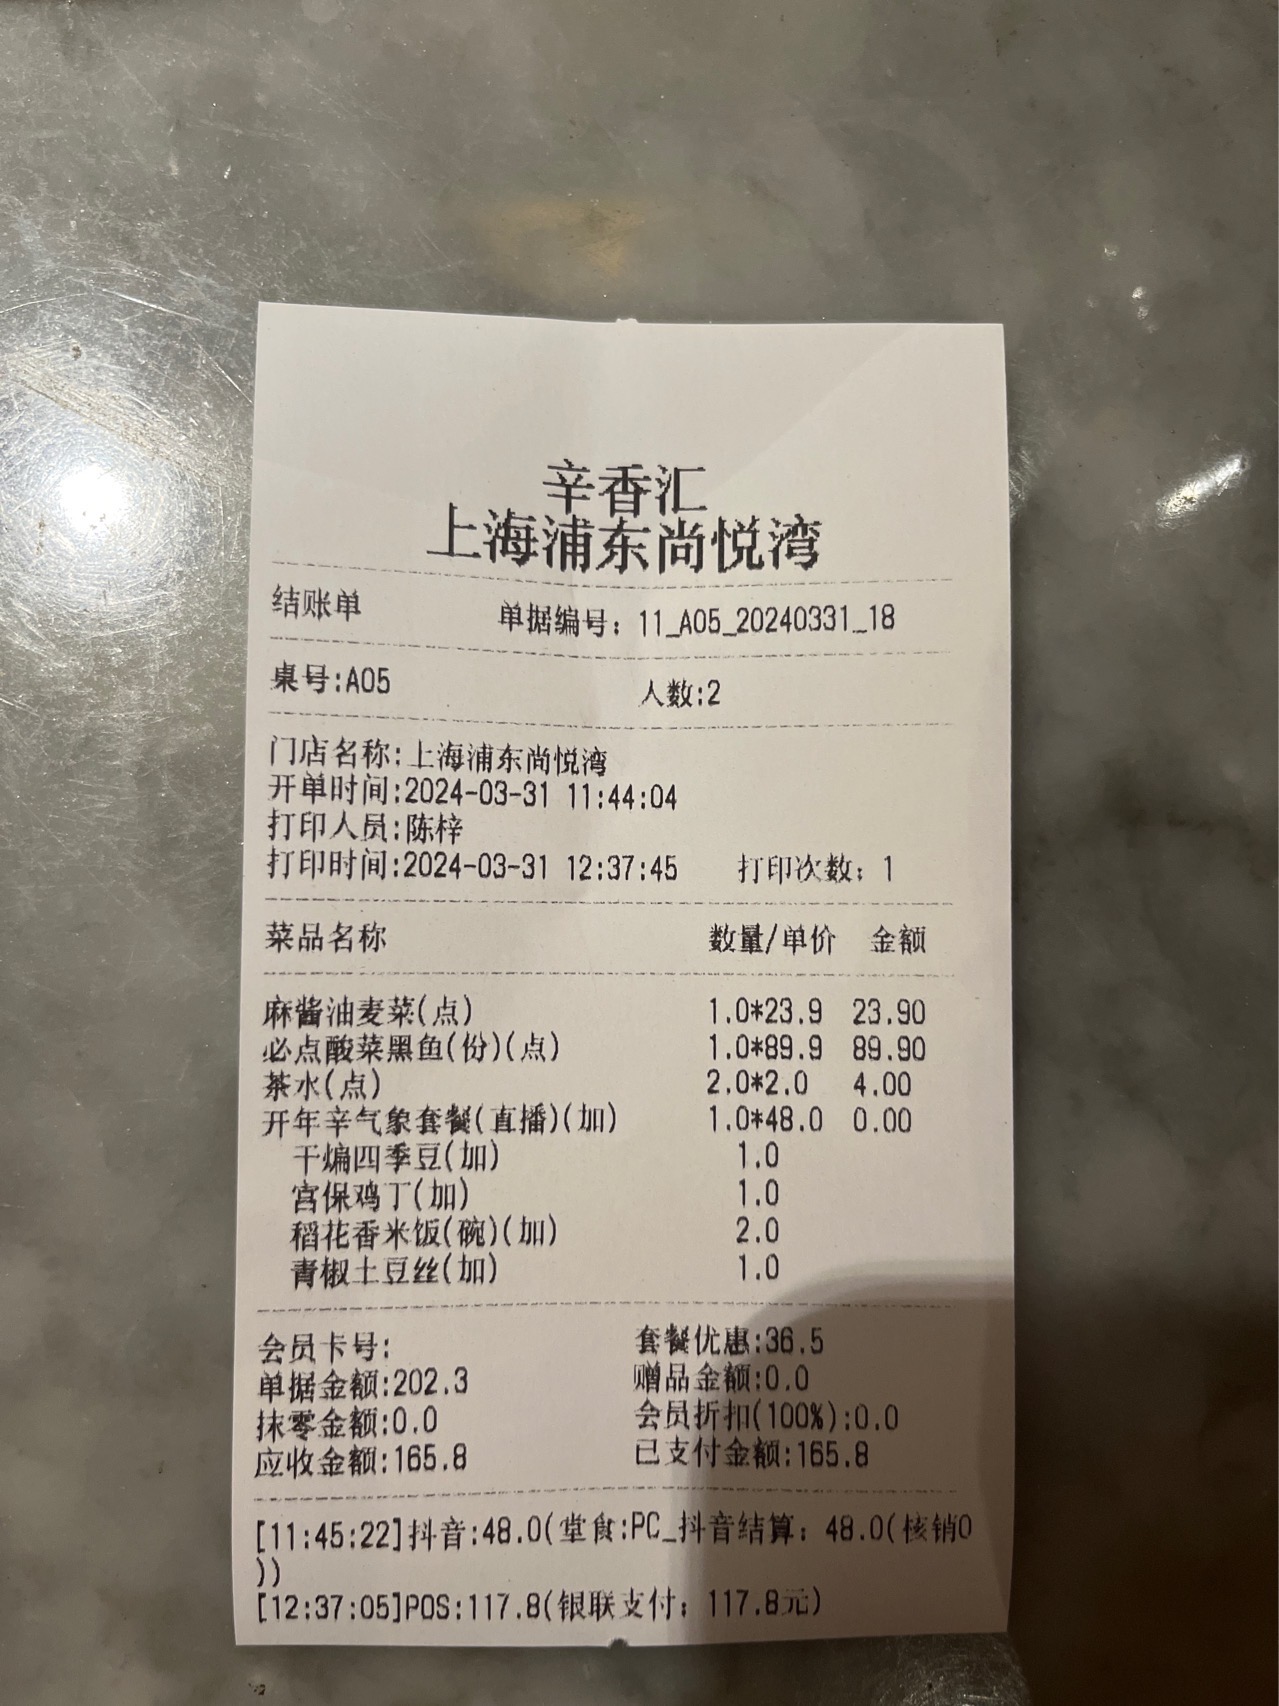 辛香汇
上海浦东尚悦湾
结账单 单据编号：11_A05_20240331_18
桌号:A05 人数:2
门店名称:上海浦东尚悦湾
开单时间:2024-03-31 11:44:04
打印人员:陈梓
打印时间:2024-03-31 12:37:45 打印次数：1
菜品名称 数量/单价 金额
麻酱油麦菜(点) 1.0*23.9 23.90
必点酸菜黑鱼(份)(点) 1.0*89.9 89.90
茶水(点) 2.0*2.0 4.00
开年辛气象套餐(直播)(加) 1.0*48.0 0.00
干煸四季豆(加) 1.0
宫保鸡丁(加) 1.0
稻花香米饭(碗)(加) 2.0
青椒土豆丝(加) 1.0
会员卡号: 套餐优惠:36.5
单据金额:202.3 赠品金额:0.0
抹零金额:0.0 会员折扣(100%):0.0
应收金额:165.8 已支付金额:165.8
[11:45:22]抖音:48.0(堂食:PC_抖音结算：48.0(核销0
))
[12:37:05]POS:117.8(银联支付：117.8元)